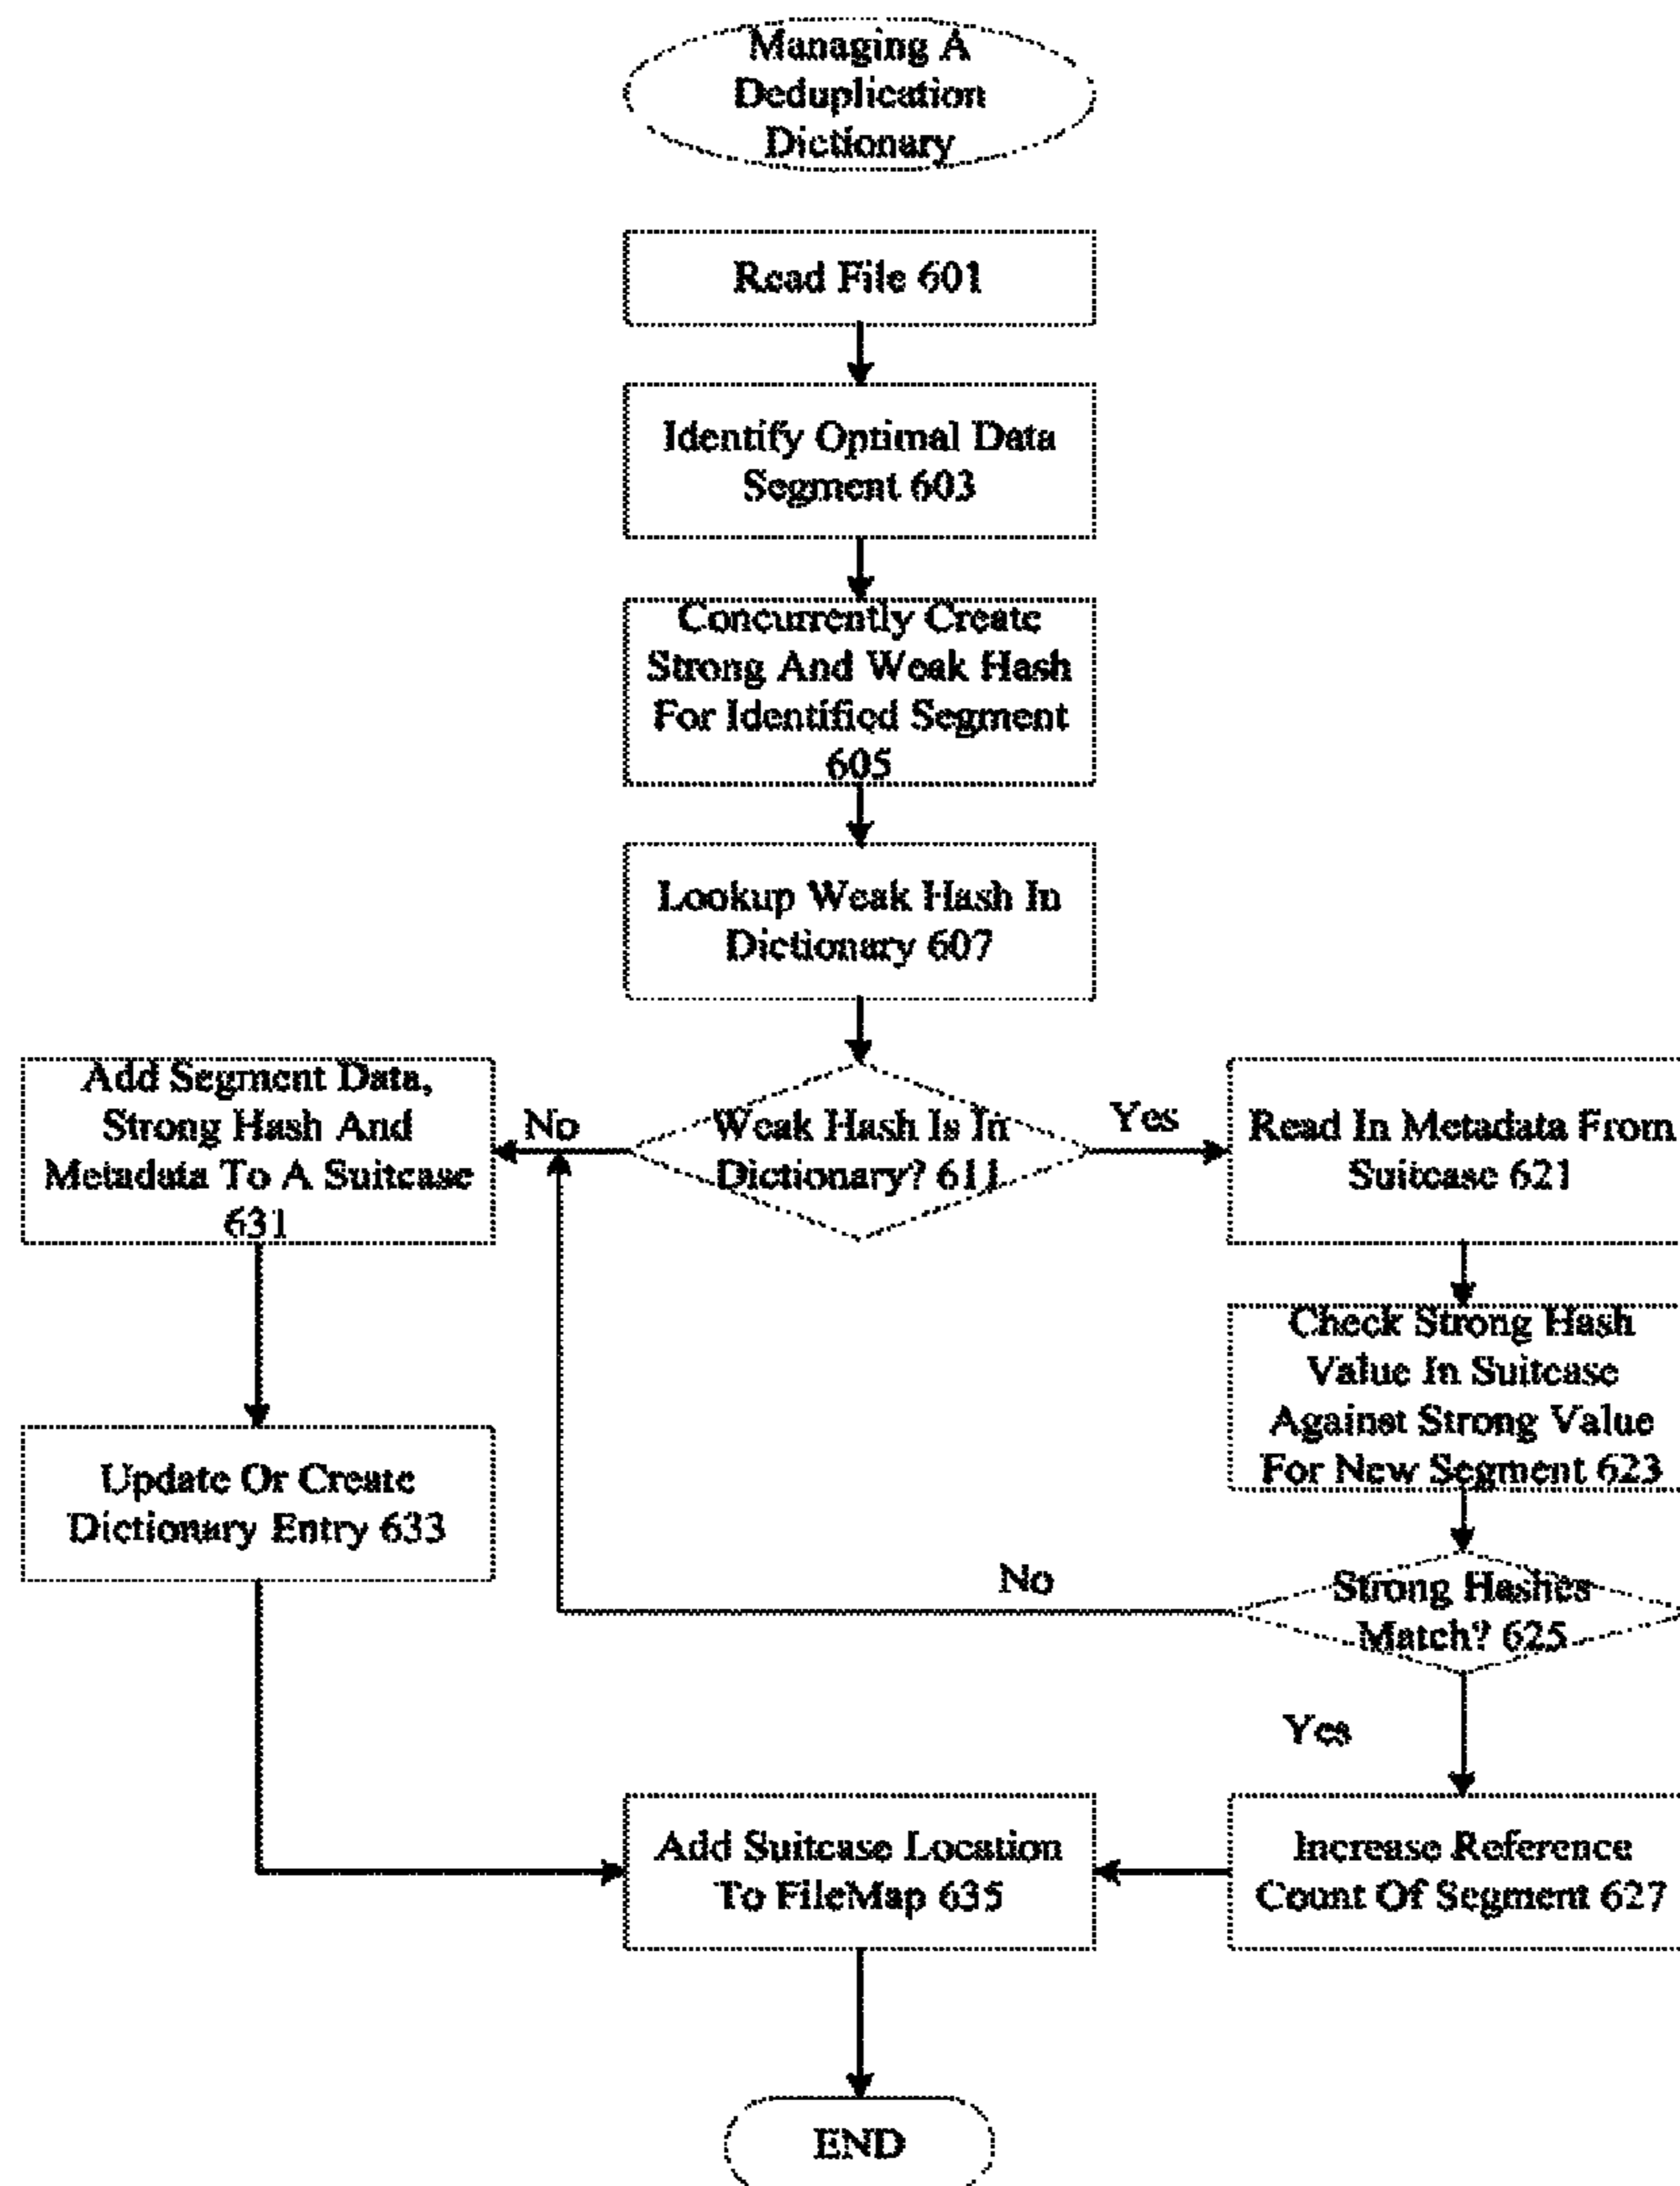 Managing A
Deduplication
Dictionary
Read File 601
Identify Optimal Data
Segment 603
Concurrently Create
Strong And Weak Hash
For Identified Segment
605
Lookup Weak Hash In
Dictionary 607
Weak Hash Is In
Dictionary? 611
No
Yes
Add Segment Data,
Strong Hash And
Metadata To A Suitcase
631
Read In Metadata From
Suitcase 621
Check Strong Hash
Value In Suitcase
Against Strong Value
For New Segment 623
Update Or Create
Dictionary Entry 633
Strong Hashes
Match? 625
No
Yes
Add Suitcase Location
To FileMap 635
Increase Reference
Count Of Segment 627
END